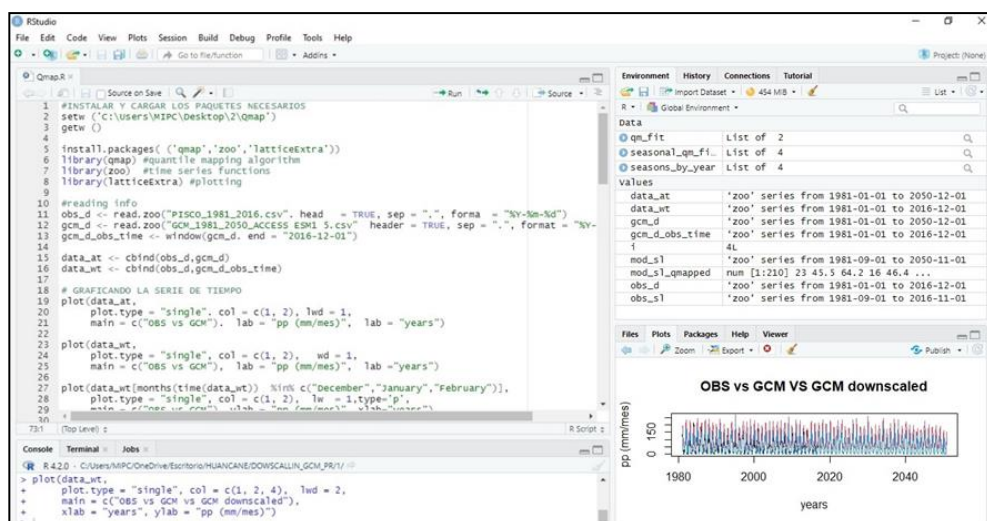 RStudio
File Edit Code View Plots Session Build Debug Profile Tools Help
Go to file/function
Addins
Project: (None)
Qmap.R
Source on Save
Run
Source
1 #INSTALAR Y CARGAR LOS PAQUETES NECESARIOS
2 setw ('C:\Users\MIPC\Desktop\2\Qmap')
3 getw ()
4
5 install.packages( ('qmap','zoo','latticeExtra'))
6 library(qmap) #quantile mapping algorithm
7 library(zoo) #time series functions
8 library(latticeExtra) #plotting
9
10 #reading info
11 obs_d <- read.zoo("PISCO_1981_2016.csv". head = TRUE, sep = ".", forma = "%Y-%m-%d")
12 gcm_d <- read.zoo("GCM_1981_2050_ACCESS ESM1 5.csv" header = TRUE, sep = ".", format = "%Y-
13 gcm_d_obs_time <- window(gcm_d. end = "2016-12-01")
14
15 data_at <- cbind(obs_d,gcm_d)
16 data_wt <- cbind(obs_d,gcm_d_obs_time)
17
18 # GRAFICANDO LA SERIE DE TIEMPO
19 plot(data_at,
20 plot.type = "single". col = c(1, 2), lwd = 1,
21 main = c("OBS vs GCM"). lab = "pp (mm/mes)", lab = "years")
22
23 plot(data_wt,
24 plot.type = "single", col = c(1, 2), wd = 1,
25 main = c("OBS vs GCM"), lab = "pp (mm/mes)", lab ="years")
26
27 plot(data_wt[months(time(data_wt)) %in% c("December","January","February")],
28 plot.type = "single", col = c(1, 2), lw = 1,type='p',
29 main = c("OBS vs GCM"), ylab = "pp (mm/mes)", xlab="years")
30
73:1 (Top Level) R Script
Console Terminal Jobs
R 4.2.0 - C:/Users/MIPC/OneDrive/Escritorio/HUANCANE/DOWSCALLIN_GCM_PR/1/
> plot(data_wt,
+ plot.type = "single", col = c(1, 2, 4), lwd = 2,
+ main = c("OBS vs GCM vs GCM downscaled"),
+ xlab = "years", ylab = "pp (mm/mes)")
Environment History Connections Tutorial
Import Dataset 454 MiB List
R Global Environment
Data
qm_fit List of 2
seasonal_qm_fi.. List of 4
seasons_by_year List of 4
Values
data_at 'zoo' series from 1981-01-01 to 2050-12-01
data_wt 'zoo' series from 1981-01-01 to 2016-12-01
gcm_d 'zoo' series from 1981-01-01 to 2050-12-01
gcm_d_obs_time 'zoo' series from 1981-01-01 to 2016-12-01
i 4L
mod_sl 'zoo' series from 1981-09-01 to 2050-11-01
mod_sl_qmapped num [1:210] 23 45.5 64.2 16 46.4 ...
obs_d 'zoo' series from 1981-01-01 to 2016-12-01
obs_sl 'zoo' series from 1981-09-01 to 2016-11-01
Files Plots Packages Help Viewer
Zoom Export Publish
OBS vs GCM VS GCM downscaled
pp (mm/mes)
150
0
1980 2000 2020 2040
years